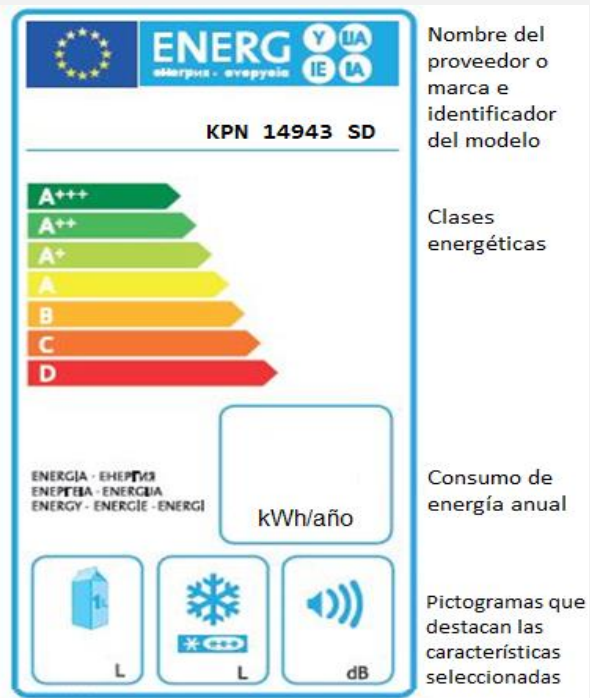 ENERG Y UA
енергия - ενεργεια IE IA
KPN 14943 SD
A+++
A++
A+
A
B
C
D
ENERGIA - ЕНЕРГИЯ
ΕΝΕΡΓΕΙΑ - ENERGIJA
ENERGY - ENERGIE - ENERGI
kWh/año
L
L
dB
Nombre del
proveedor o
marca e
identificador
del modelo
Clases
energéticas
Consumo de
energía anual
Pictogramas que
destacan las
características
seleccionadas